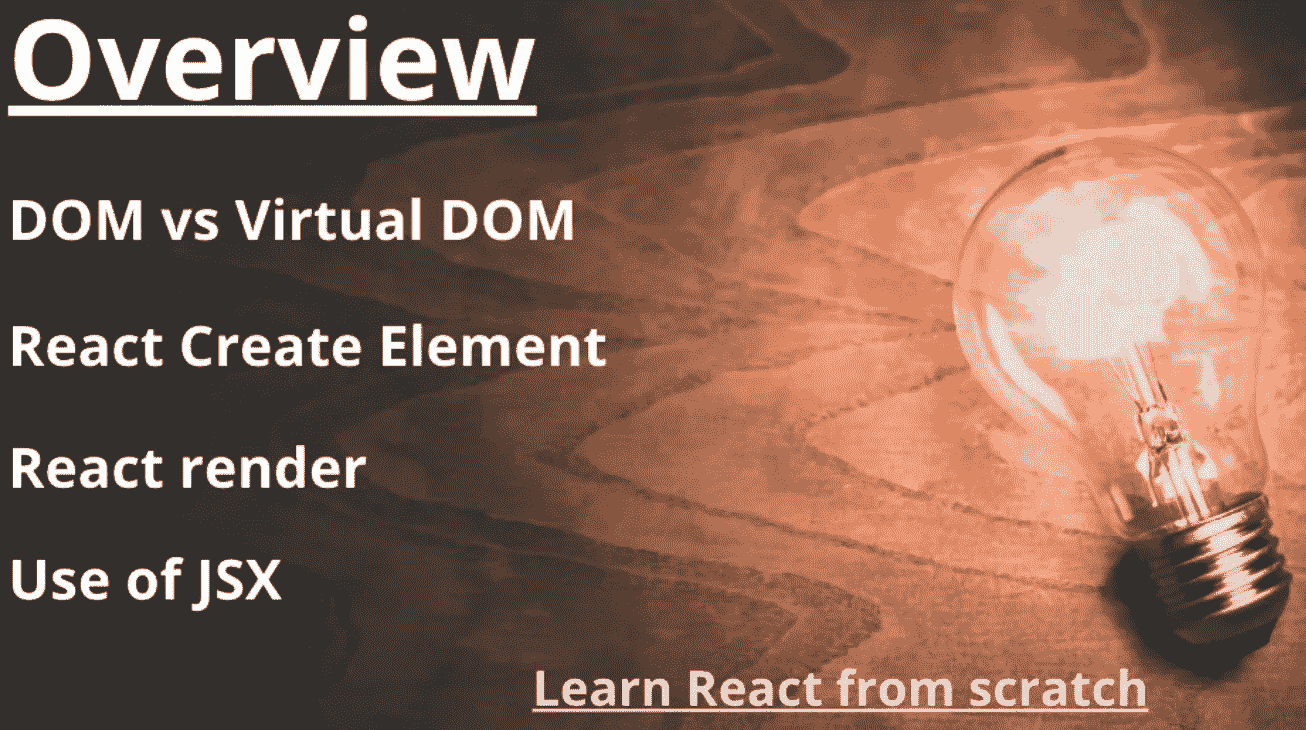 Overview
DOM vs Virtual DOM
React Create Element
React render
Use of JSX
Learn React from scratch